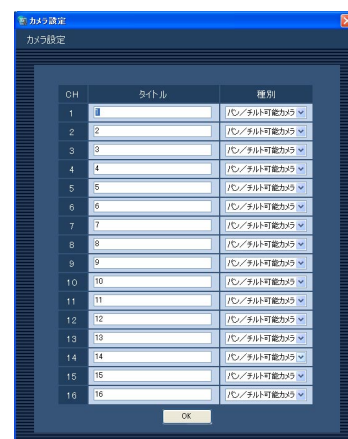 カメラ設定
カメラ設定
CH タイトル 種別
1 1 パン／チルト可能カメラ
2 2 パン／チルト可能カメラ
3 3 パン／チルト可能カメラ
4 4 パン／チルト可能カメラ
5 5 パン／チルト可能カメラ
6 6 パン／チルト可能カメラ
7 7 パン／チルト可能カメラ
8 8 パン／チルト可能カメラ
9 9 パン／チルト可能カメラ
10 10 パン／チルト可能カメラ
11 11 パン／チルト可能カメラ
12 12 パン／チルト可能カメラ
13 13 パン／チルト可能カメラ
14 14 パン／チルト可能カメラ
15 15 パン／チルト可能カメラ
16 16 パン／チルト可能カメラ
OK